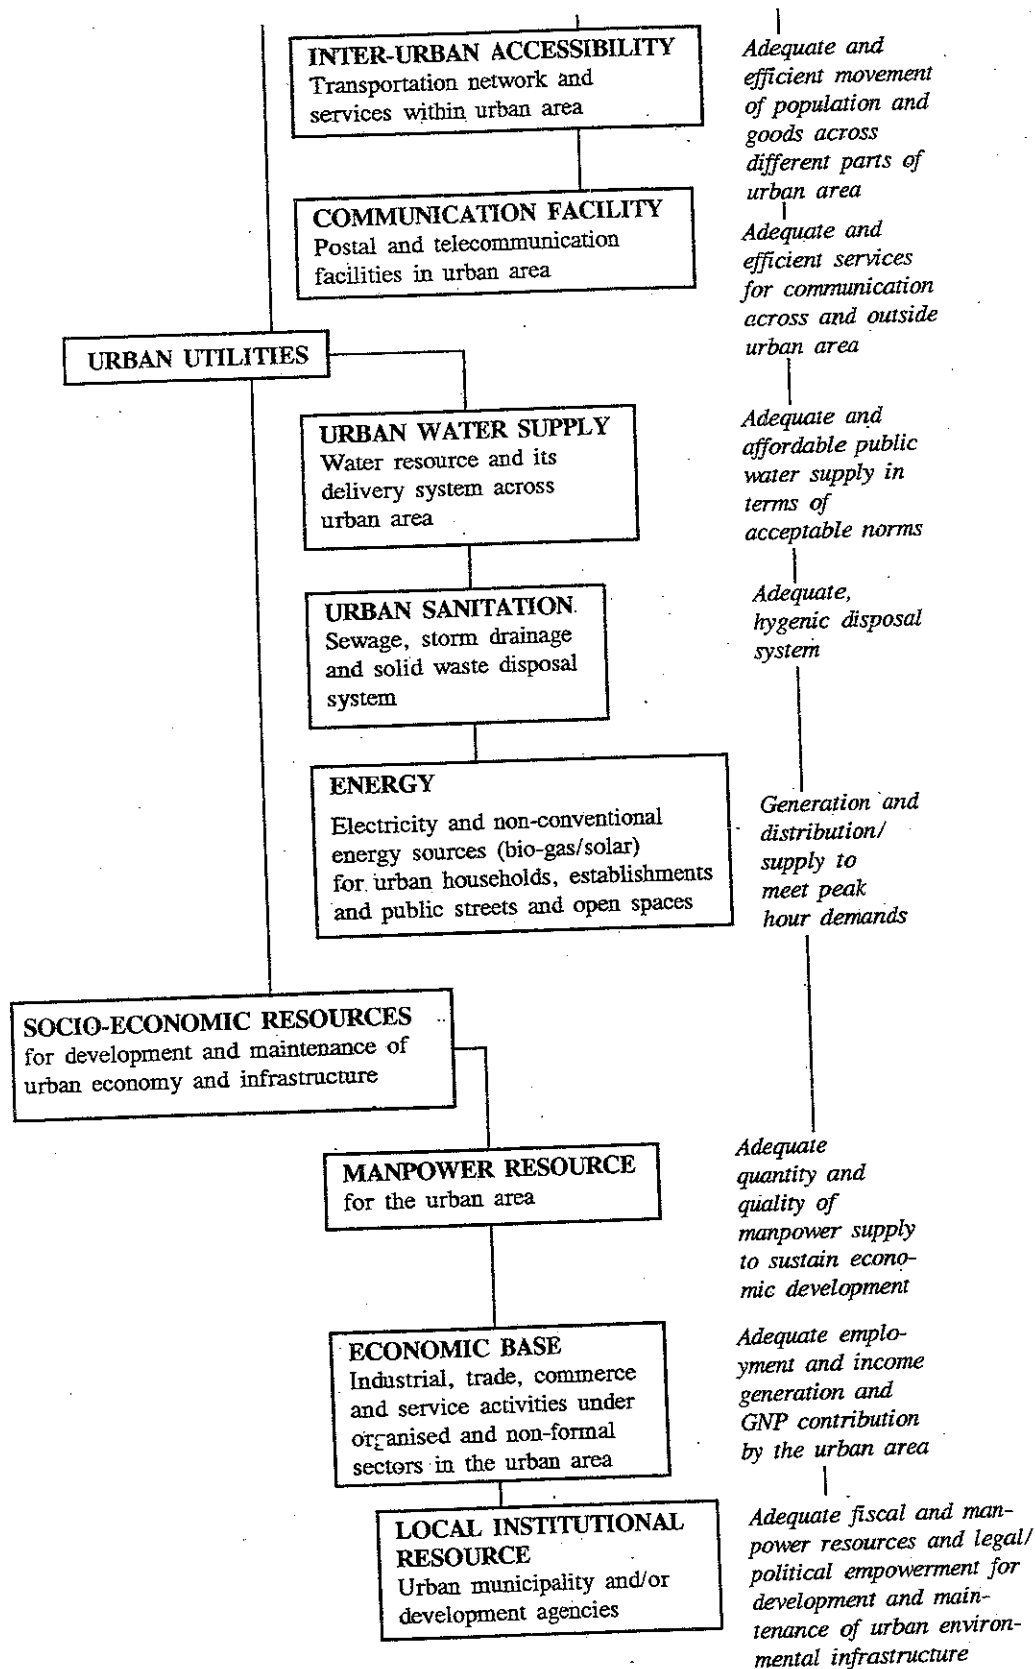 INTER-URBAN ACCESSIBILITY
Transportation network and
services within urban area
Adequate and
efficient movement
of population and
goods across
different parts of
urban area
COMMUNICATION FACILITY
Postal and telecommunication
facilities in urban area
Adequate and
efficient services
for communication
across and outside
urban area
URBAN UTILITIES
URBAN WATER SUPPLY
Water resource and its
delivery system across
urban area
Adequate and
affordable public
water supply in
terms of
acceptable norms
URBAN SANITATION
Sewage, storm drainage
and solid waste disposal
system
Adequate,
hygenic disposal
system
ENERGY
Electricity and non-conventional
energy sources (bio-gas/solar)
for urban households, establishments
and public streets and open spaces
Generation and
distribution/
supply to
meet peak
hour demands
SOCIO-ECONOMIC RESOURCES
for development and maintenance of
urban economy and infrastructure
MANPOWER RESOURCE
for the urban area
Adequate
quantity and
quality of
manpower supply
to sustain econo-
mic development
ECONOMIC BASE
Industrial, trade, commerce
and service activities under
organised and non-formal
sectors in the urban area
Adequate emplo-
yment and income
generation and
GNP contribution
by the urban area
LOCAL INSTITUTIONAL
RESOURCE
Urban municipality and/or
development agencies
Adequate fiscal and man-
power resources and legal/
political empowerment for
development and main-
tenance of urban environ-
mental infrastructure